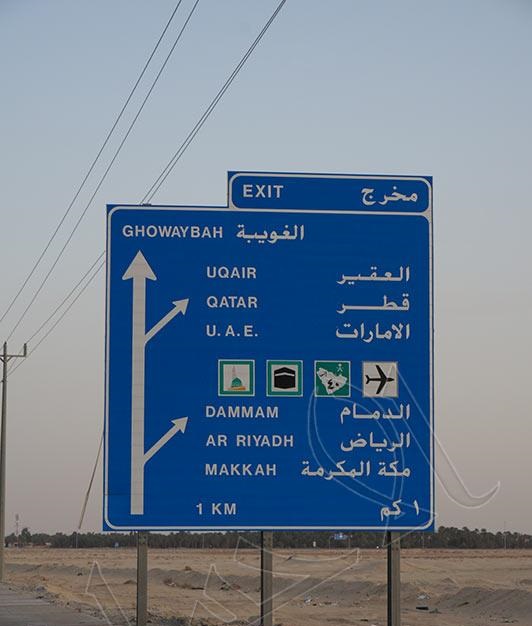 EXIT مخرج
GHOWAYBAH الغويبة
UQAIR العقير
QATAR قطر
U.A.E. الامارات
٤٠
DAMMAM الدمام
AR RIYADH الرياض
MAKKAH مكة المكرمة
1 KM ١ كم